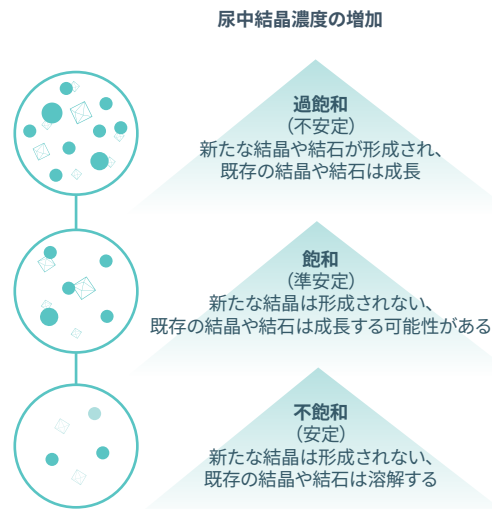 尿中結晶濃度の増加
過飽和
（不安定）
新たな結晶や結石が形成され、
既存の結晶や結石は成長
飽和
（準安定）
新たな結晶は形成されない、
既存の結晶や結石は成長する可能性がある
不飽和
（安定）
新たな結晶は形成されない、
既存の結晶や結石は溶解する